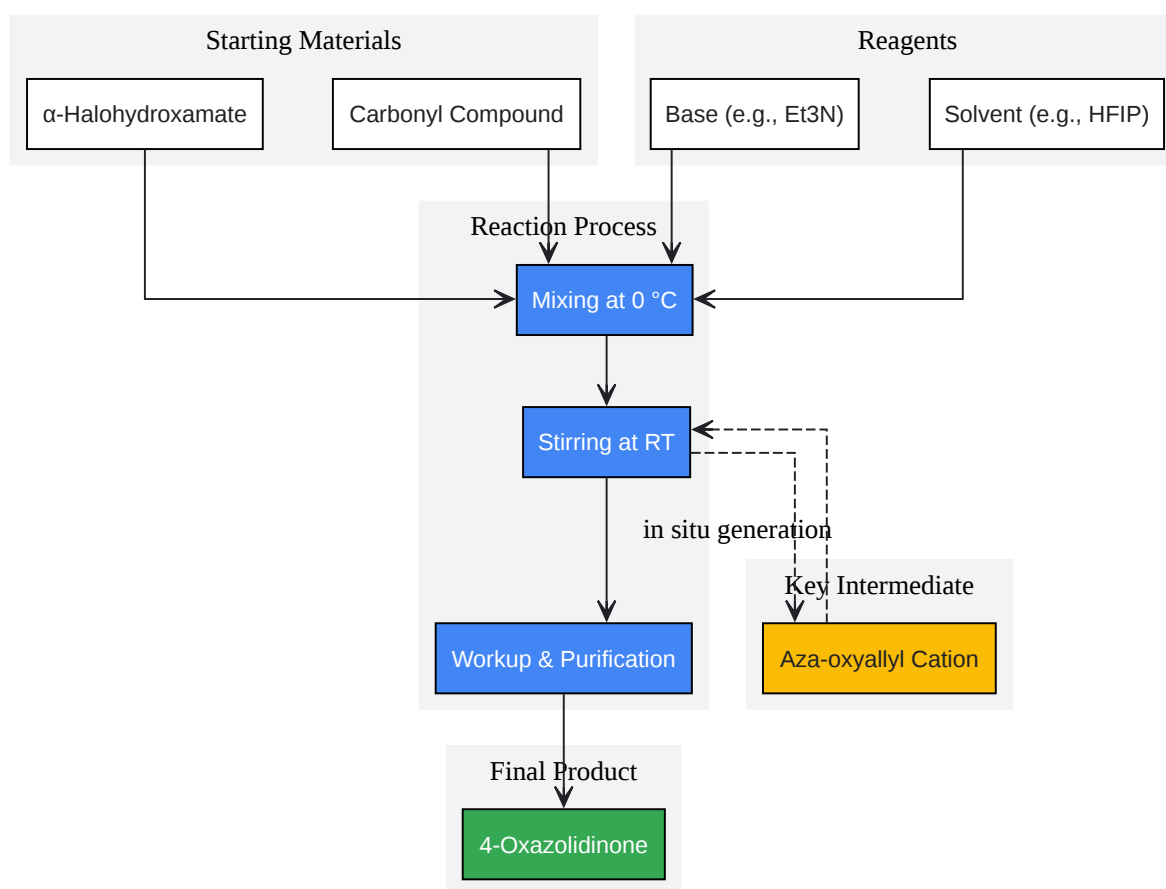 Starting Materials
Reagents
α-Halohydroxamate
Carbonyl Compound
Base (e.g., Et3N)
Solvent (e.g., HFIP)
Reaction Process
Mixing at 0 °C
Stirring at RT
in situ generation
Key Intermediate
Workup & Purification
Aza-oxyallyl Cation
Final Product
4-Oxazolidinone